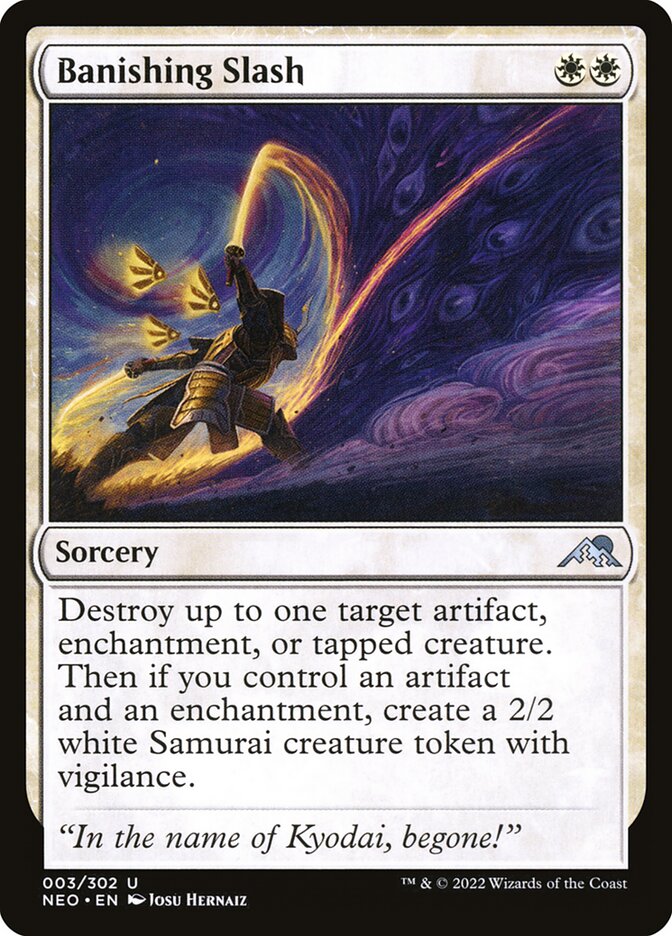 Banishing Slash
Sorcery
Destroy up to one target artifact,
enchantment, or tapped creature.
Then if you control an artifact
and an enchantment, create a 2/2
white Samurai creature token with
vigilance.
“In the name of Kyodai, begone!”
003/302 U
™ & © 2022 Wizards of the Coast
NEO • EN Josu Hernaiz